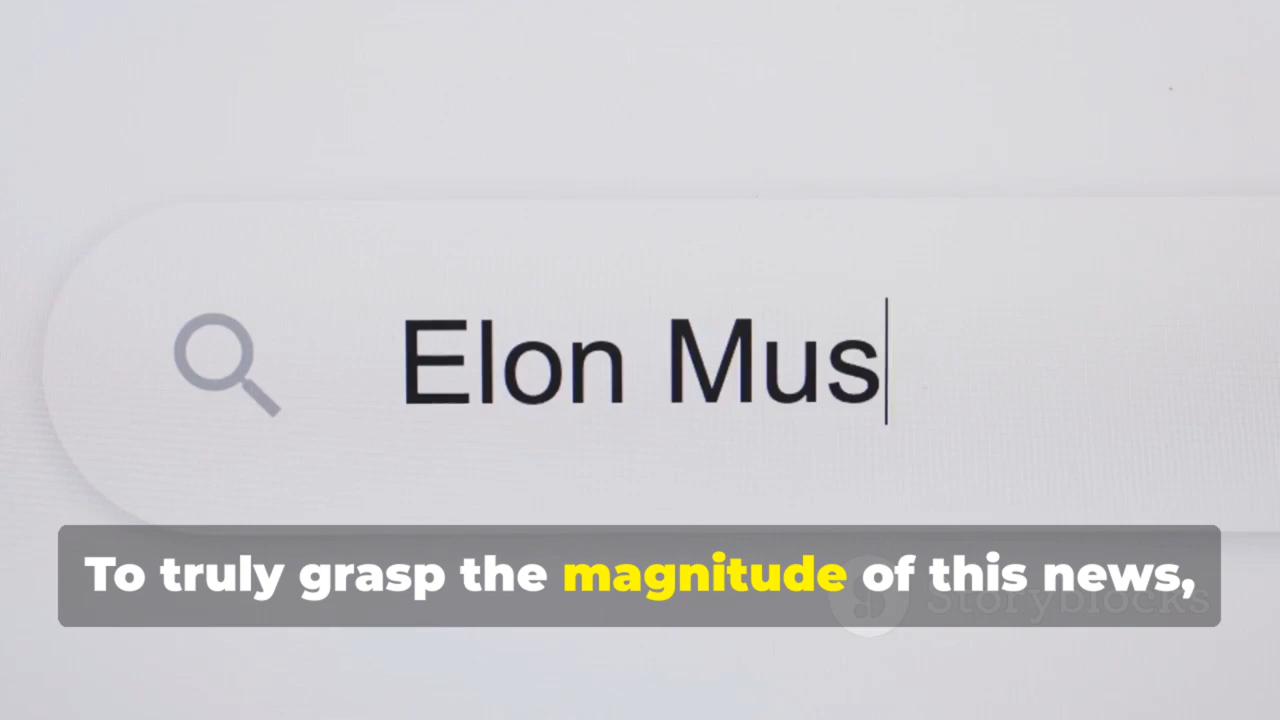 Elon Mus
To truly grasp the magnitude of this news,
Storyblocks